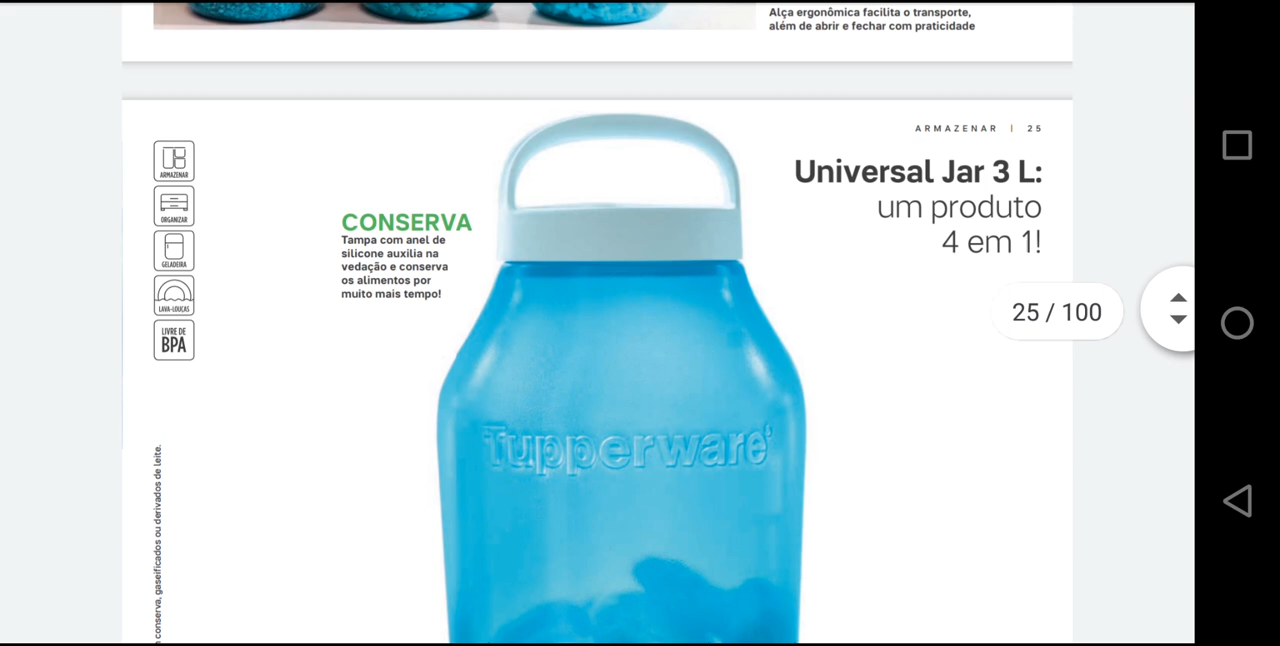 Alça ergonômica facilita o transporte,
além de abrir e fechar com praticidade
ARMAZENAR | 25
Universal Jar 3 L:
um produto
4 em 1!
ARMAZENAR
ORGANIZAR
GELADEIRA
LAVA-LOUÇAS
LIVRE DE
BPA
CONSERVA
Tampa com anel de
silicone auxilia na
vedação e conserva
os alimentos por
muito mais tempo!
25 / 100
Tupperware
conserva, gaseificados ou derivados de leite.